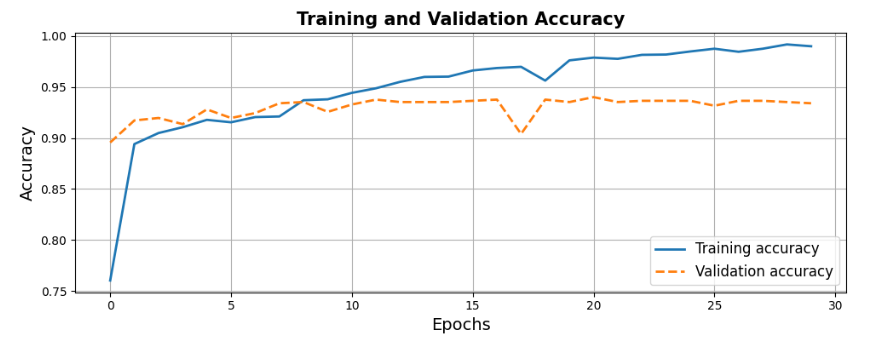 Training and Validation Accuracy
1.00
0.95
0.90
0.85
0.80
0.75
Accuracy
Training accuracy
Validation accuracy
0 5 10 15 20 25 30
Epochs